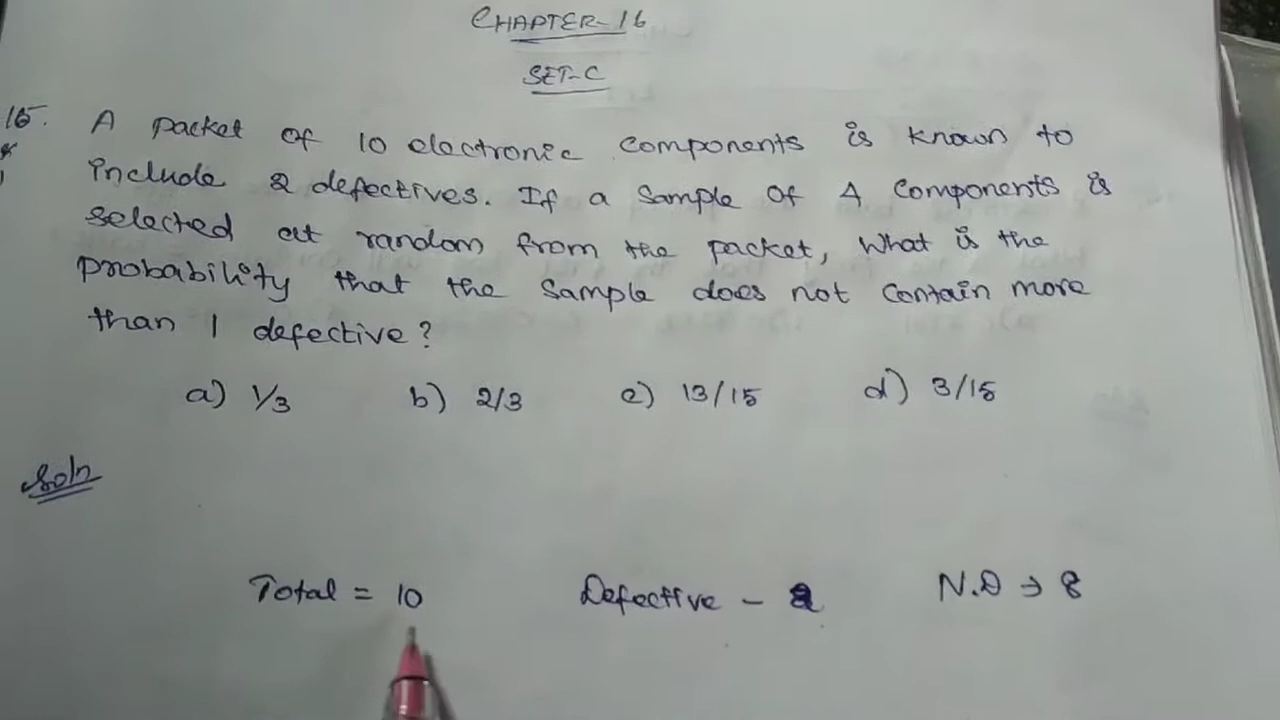 CHAPTER-16
SET-C
15. A packet of 10 electronic components is known to
include 2 defectives. If a sample of 4 components is
selected at random from the packet, what is the
probability that the sample does not contain more
than 1 defective?
a) 1/3 b) 2/3 c) 13/15 d) 3/15
Soln
Total = 10 Defective - 2 N.D → 8